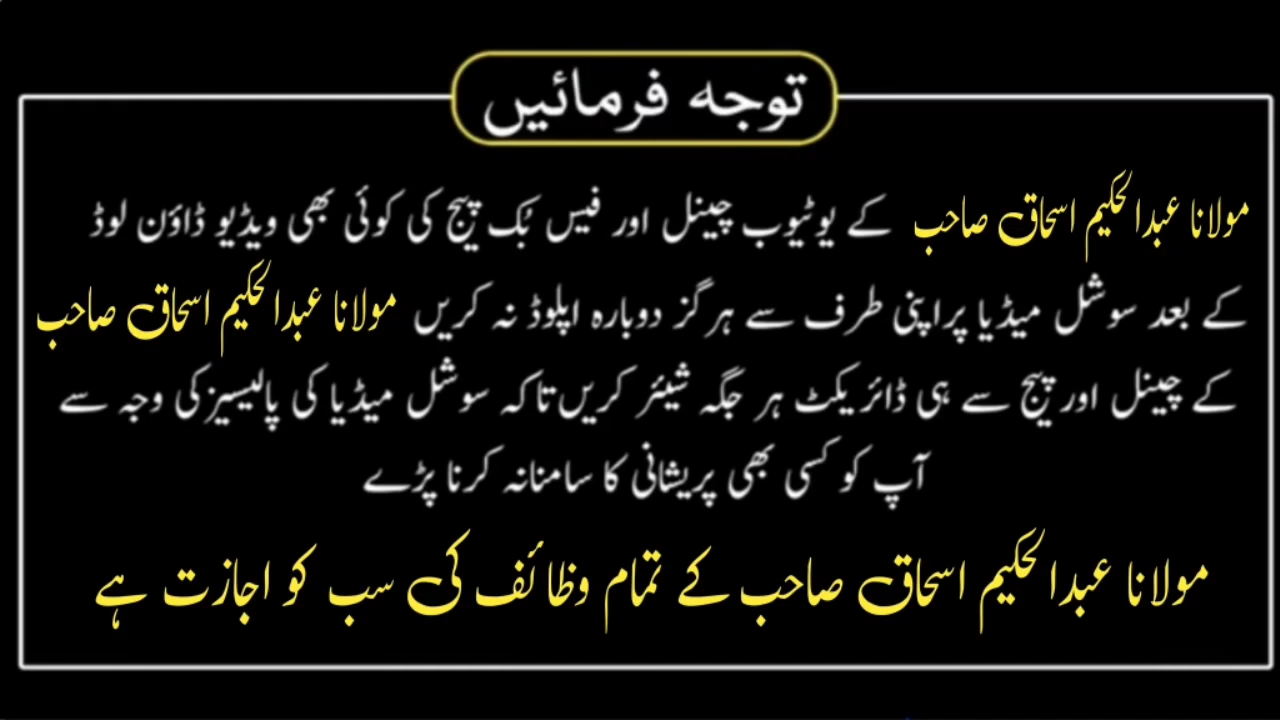 توجہ فرمائیں
مولانا عبدالحکیم اسحاق صاحب کے یوٹیوب چینل اور فیس بُک پیج کی کوئی بھی ویڈیو ڈاؤن لوڈ
کے بعد سوشل میڈیا پراپنی طرف سے ہرگز دوبارہ اپلوڈ نہ کریں مولانا عبدالحکیم اسحاق صاحب
کے چینل اور پیج سے ہی ڈائریکٹ ہر جگہ شیئر کریں تاکہ سوشل میڈیا کی پالیسیز کی وجہ سے
آپ کو کسی بھی پریشانی کا سامنانہ کرنا پڑے
مولانا عبدالحکیم اسحاق صاحب کے تمام وظائف کی سب کو اجازت ہے